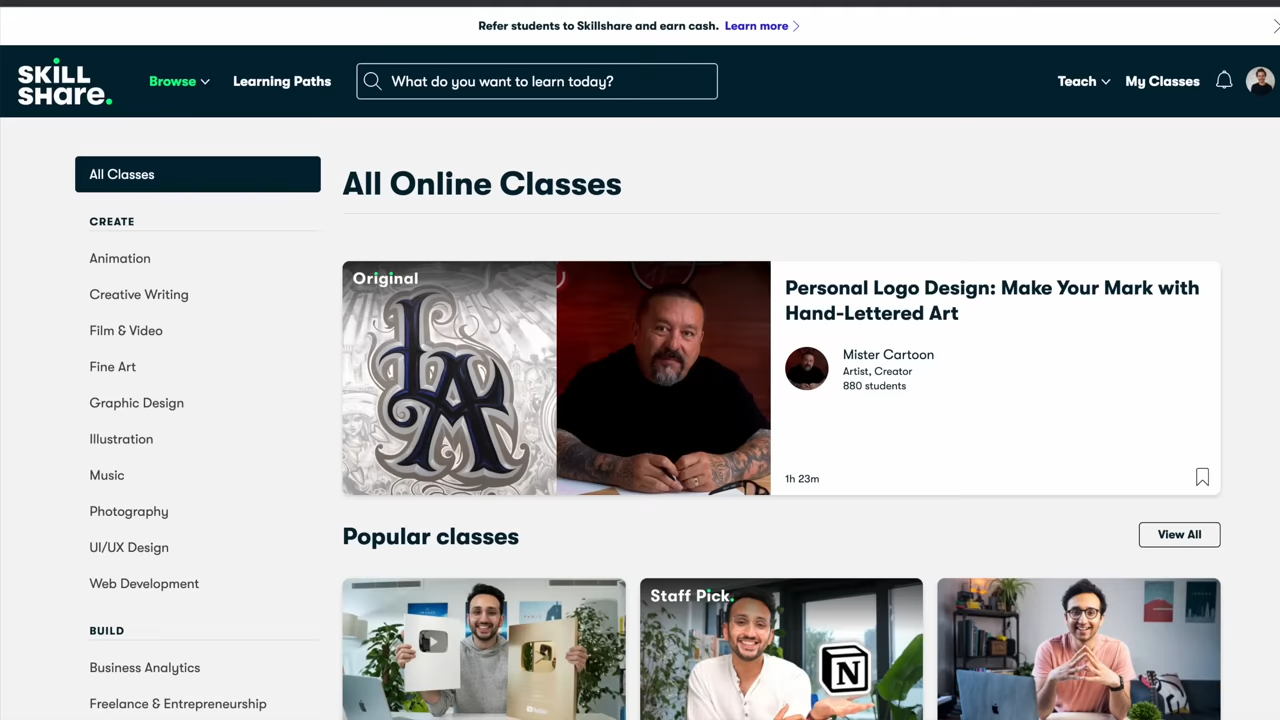 Refer students to Skillshare and earn cash. Learn more
SKILL
SHare.
Browse
Learning Paths
What do you want to learn today?
Teach
My Classes
All Classes
CREATE
Animation
Creative Writing
Film & Video
Fine Art
Graphic Design
Illustration
Music
Photography
UI/UX Design
Web Development
BUILD
Business Analytics
Freelance & Entrepreneurship
All Online Classes
Original
LA
Personal Logo Design: Make Your Mark with
Hand-Lettered Art
Mister Cartoon
Artist, Creator
880 students
1h 23m
Popular classes
View All
Staff Pick.
N